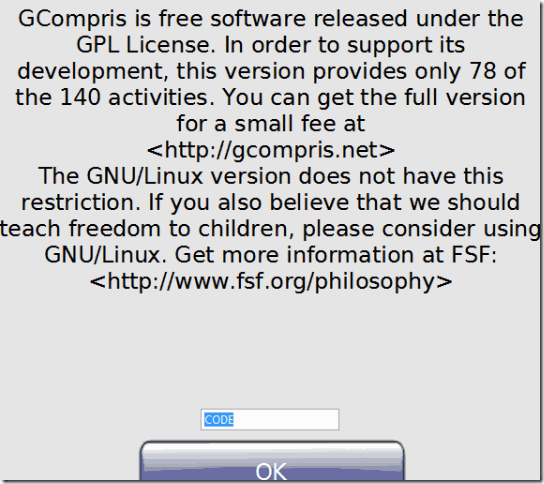 GCompris is free software released under the
GPL License. In order to support its
development, this version provides only 78 of
the 140 activities. You can get the full version
for a small fee at
<http://gcompris.net>
The GNU/Linux version does not have this
restriction. If you also believe that we should
teach freedom to children, please consider using
GNU/Linux. Get more information at FSF:
<http://www.fsf.org/philosophy>
CODE
OK